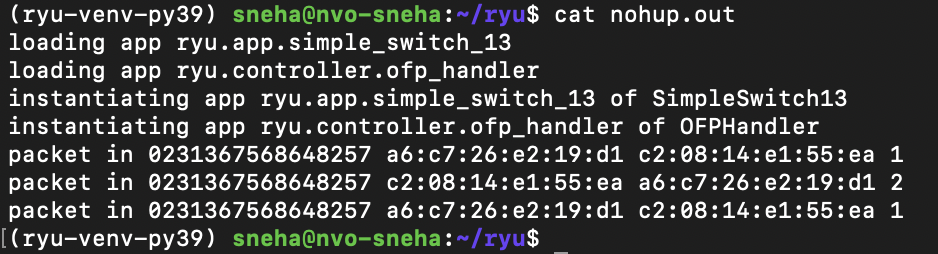 (ryu-venv-py39) sneha@nvo-sneha:~/ryu$ cat nohup.out
loading app ryu.app.simple_switch_13
loading app ryu.controller.ofp_handler
instantiating app ryu.app.simple_switch_13 of SimpleSwitch13
instantiating app ryu.controller.ofp_handler of OFPHandler
packet in 0231367568648257 a6:c7:26:e2:19:d1 c2:08:14:e1:55:ea 1
packet in 0231367568648257 c2:08:14:e1:55:ea a6:c7:26:e2:19:d1 2
packet in 0231367568648257 a6:c7:26:e2:19:d1 c2:08:14:e1:55:ea 1
[(ryu-venv-py39) sneha@nvo-sneha:~/ryu$